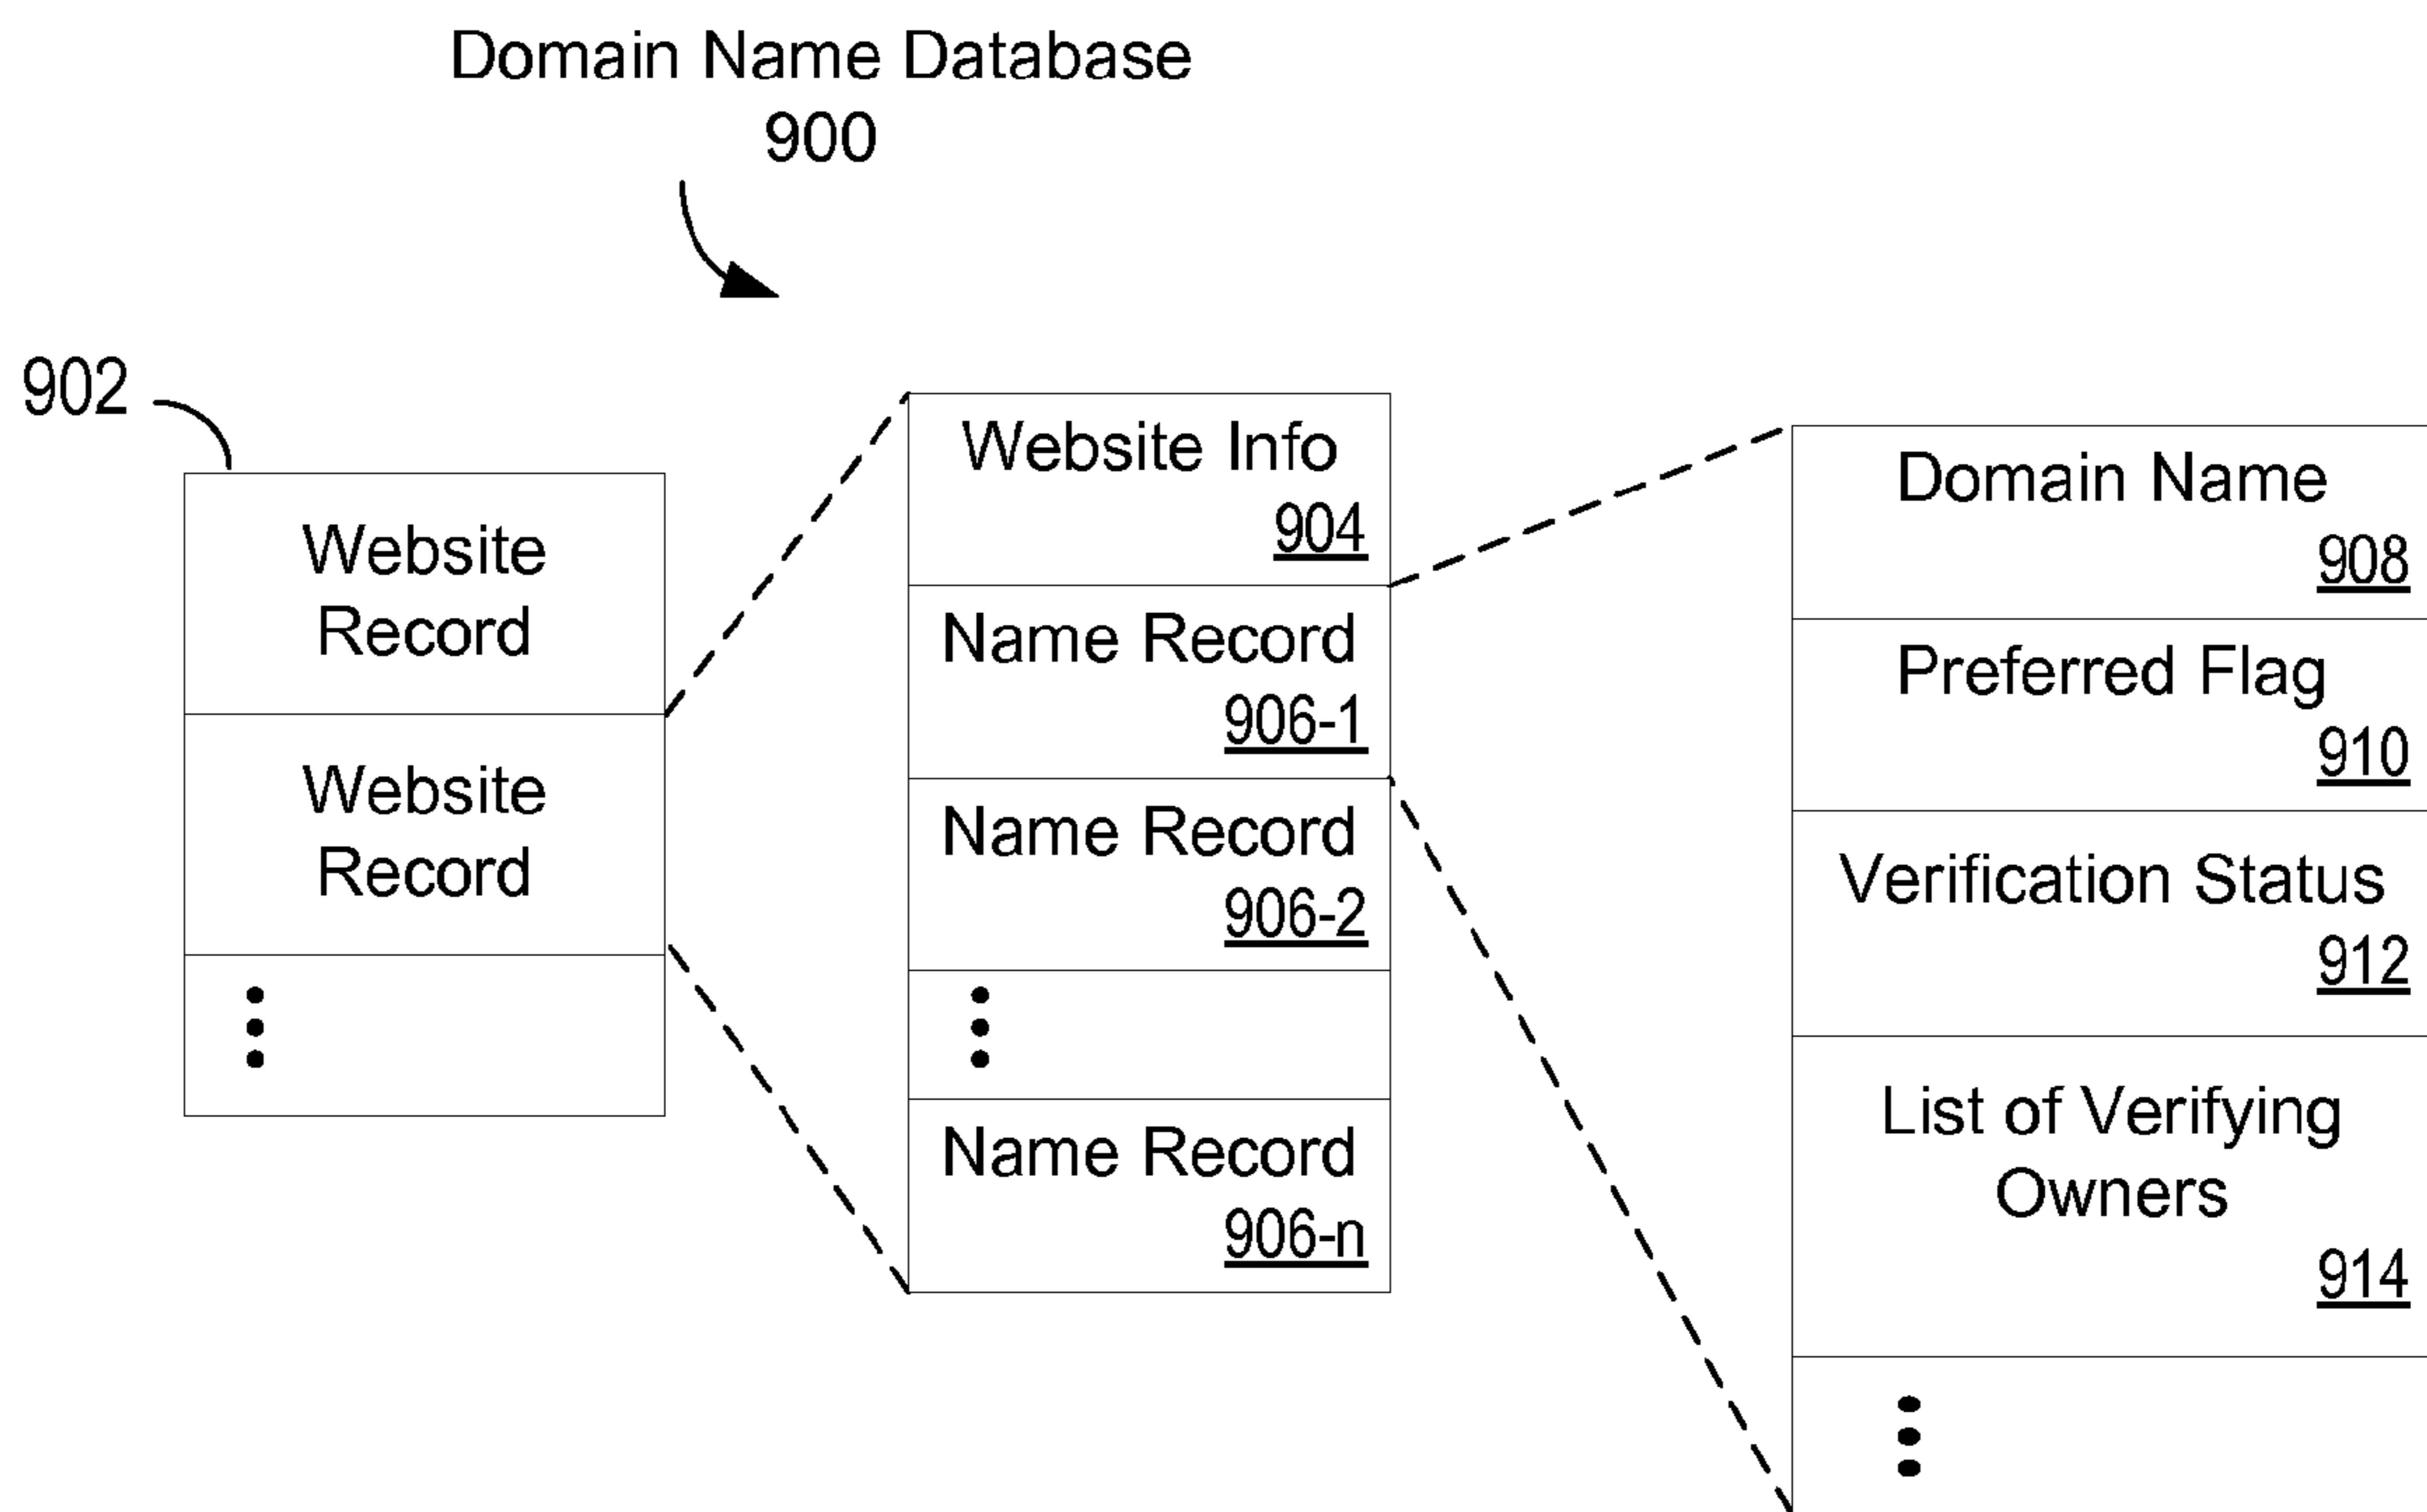 Domain Name Database
900
902
Website
Record
Website
Record
Website Info
904
Name Record
906-1
Name Record
906-2
Name Record
906-n
Domain Name
908
Preferred Flag
910
Verification Status
912
List of Verifying
Owners
914